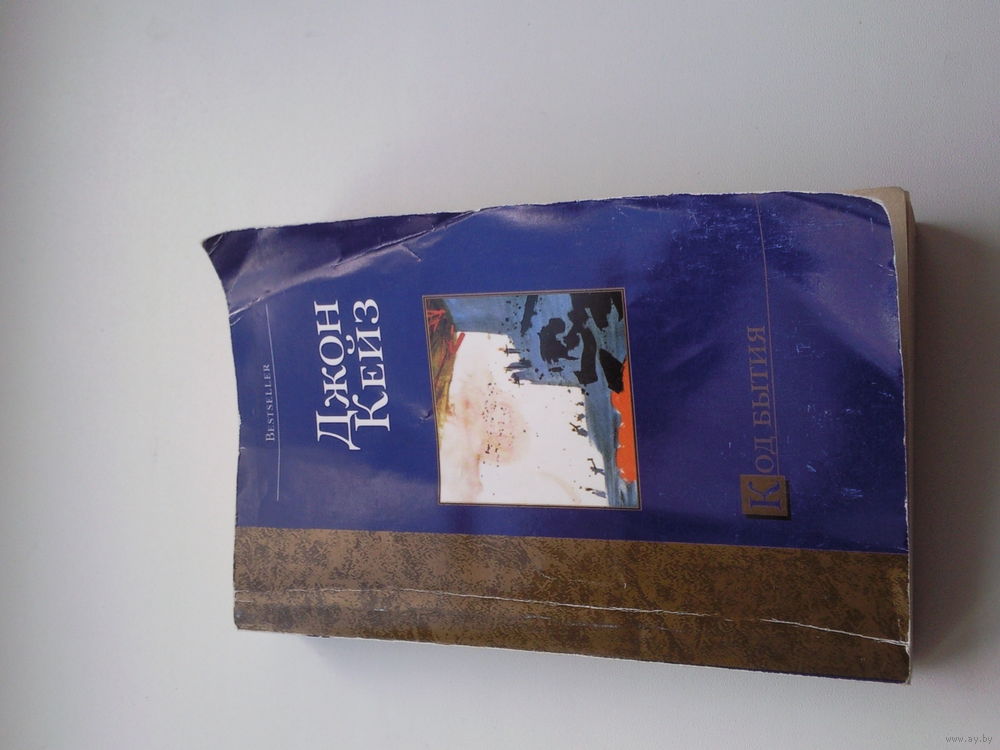 BESTSELLER
ДЖОН
КЕЙЗ
КОД БЫТИЯ
www.ay.by